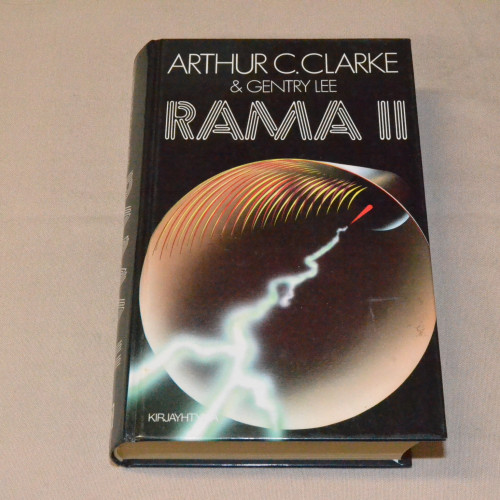 ARTHUR C. CLARKE
& GENTRY LEE
RAMA II